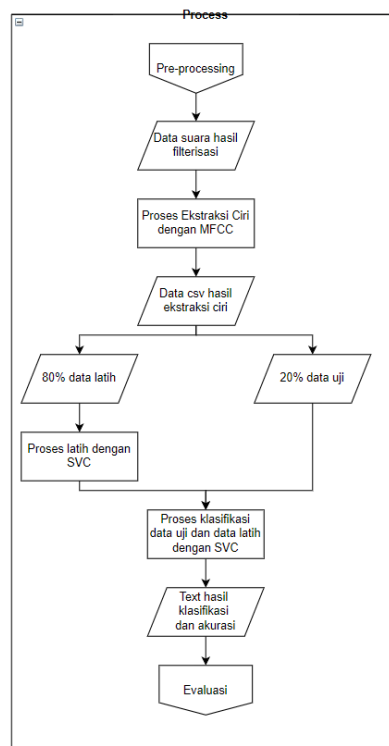 Process
Pre-processing
Data suara hasil
filterisasi
Proses Ekstraksi Ciri
dengan MFCC
Data csv hasil
ekstraksi ciri
80% data latih
20% data uji
Proses latih dengan
SVC
Proses klasifikasi
data uji dan data latih
dengan SVC
Text hasil
klasifikasi
dan akurasi
Evaluasi